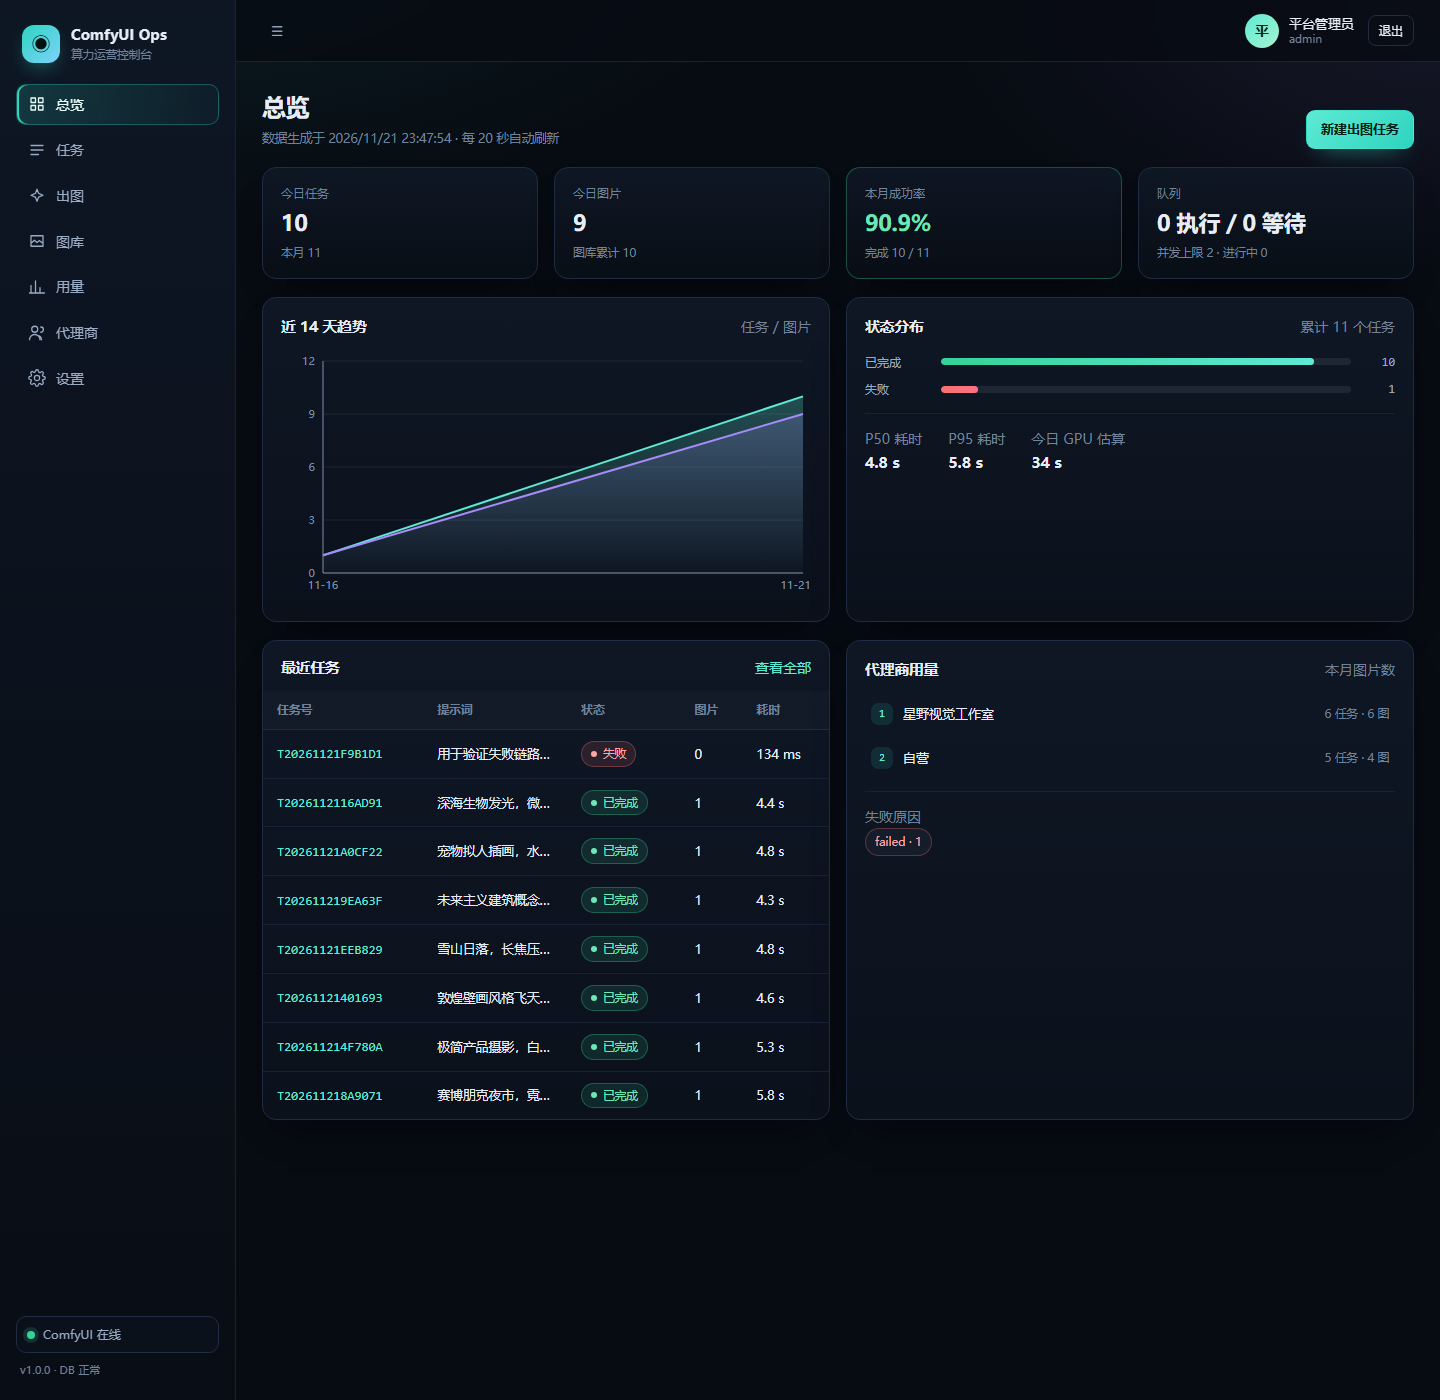 ComfyUI Ops
算力运营控制台
总览
任务
出图
图库
用量
代理商
设置
ComfyUI 在线
v1.0.0 · DB 正常
☰
平
平台管理员
admin
退出
总览
数据生成于 2026/11/21 23:47:54 · 每 20 秒自动刷新
新建出图任务
今日任务
10
本月 11
今日图片
9
图库累计 10
本月成功率
90.9%
完成 10 / 11
队列
0 执行 / 0 等待
并发上限 2 · 进行中 0
近 14 天趋势
任务 / 图片
12
9
6
3
0
11-16
11-21
状态分布
累计 11 个任务
已完成
10
失败
1
P50 耗时
4.8 s
P95 耗时
5.8 s
今日 GPU 估算
34 s
最近任务
查看全部
任务号 提示词 状态 图片 耗时
T20261121F9B1D1 用于验证失败链路... 失败 0 134 ms
T2026112116AD91 深海生物发光，微... 已完成 1 4.4 s
T20261121A0CF22 宠物拟人插画，水... 已完成 1 4.8 s
T202611219EA63F 未来主义建筑概念... 已完成 1 4.3 s
T20261121EEB829 雪山日落，长焦压... 已完成 1 4.8 s
T20261121401693 敦煌壁画风格飞天... 已完成 1 4.6 s
T202611214F780A 极简产品摄影，白... 已完成 1 5.3 s
T202611218A9071 赛博朋克夜市，霓... 已完成 1 5.8 s
代理商用量
本月图片数
1 星野视觉工作室 6 任务 · 6 图
2 自营 5 任务 · 4 图
失败原因
failed · 1